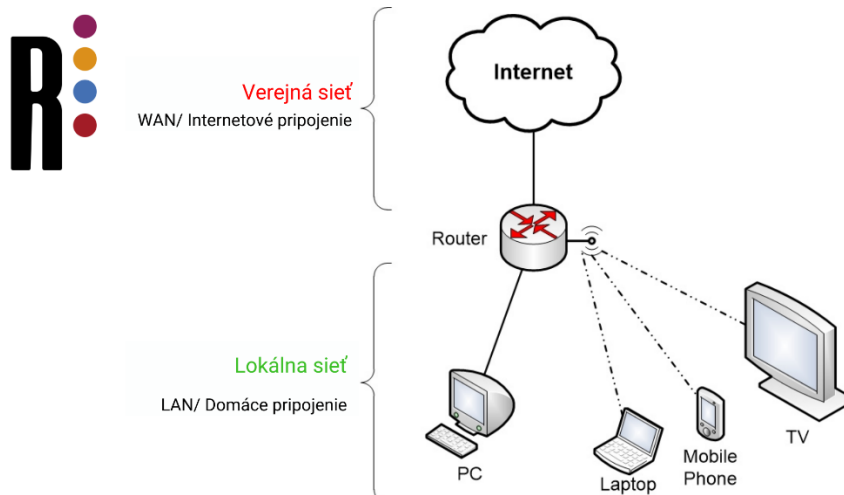 R
Internet
Verejná sieť
WAN/ Internetové pripojenie
Router
Lokálna sieť
LAN/ Domáce pripojenie
PC
Laptop
Mobile
Phone
TV